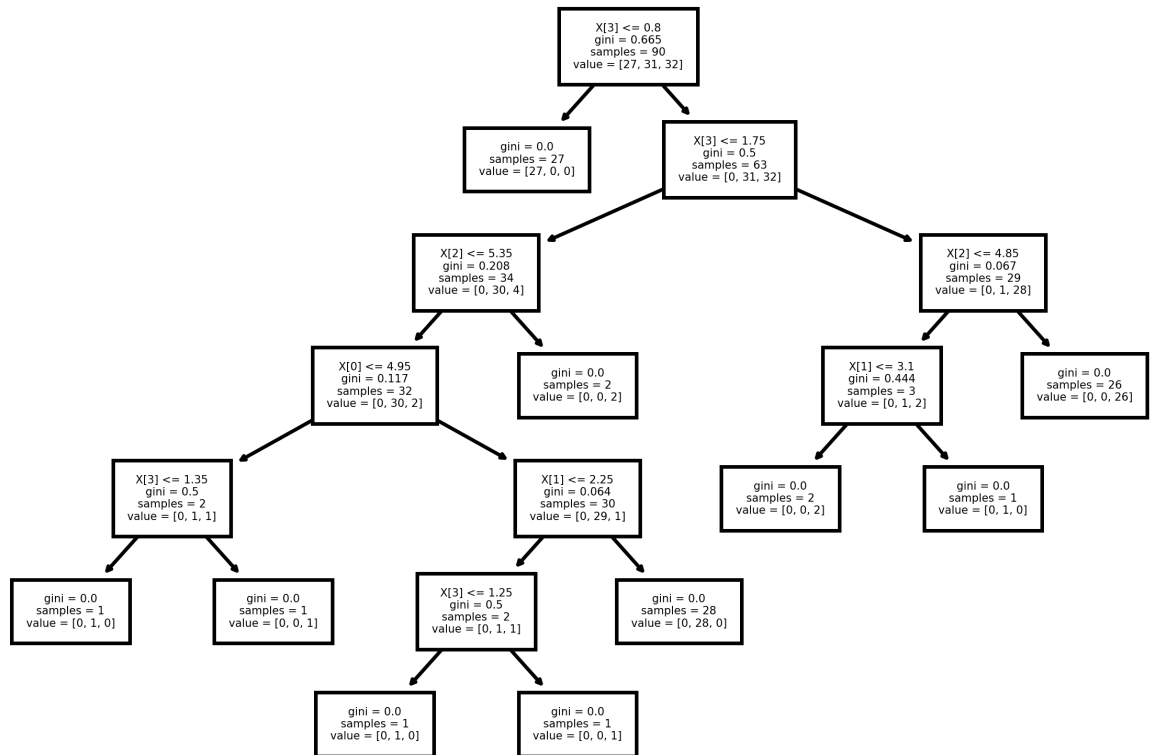 X[3] <= 0.8
gini = 0.665
samples = 90
value = [27, 31, 32]
gini = 0.0
samples = 27
value = [27, 0, 0]
X[3] <= 1.75
gini = 0.5
samples = 63
value = [0, 31, 32]
X[2] <= 5.35
gini = 0.208
samples = 34
value = [0, 30, 4]
X[2] <= 4.85
gini = 0.067
samples = 29
value = [0, 1, 28]
X[0] <= 4.95
gini = 0.117
samples = 32
value = [0, 30, 2]
gini = 0.0
samples = 2
value = [0, 0, 2]
X[1] <= 3.1
gini = 0.444
samples = 3
value = [0, 1, 2]
gini = 0.0
samples = 26
value = [0, 0, 26]
X[3] <= 1.35
gini = 0.5
samples = 2
value = [0, 1, 1]
X[1] <= 2.25
gini = 0.064
samples = 30
value = [0, 29, 1]
gini = 0.0
samples = 2
value = [0, 0, 2]
gini = 0.0
samples = 1
value = [0, 1, 0]
gini = 0.0
samples = 1
value = [0, 1, 0]
gini = 0.0
samples = 1
value = [0, 0, 1]
X[3] <= 1.25
gini = 0.5
samples = 2
value = [0, 1, 1]
gini = 0.0
samples = 28
value = [0, 28, 0]
gini = 0.0
samples = 1
value = [0, 1, 0]
gini = 0.0
samples = 1
value = [0, 0, 1]